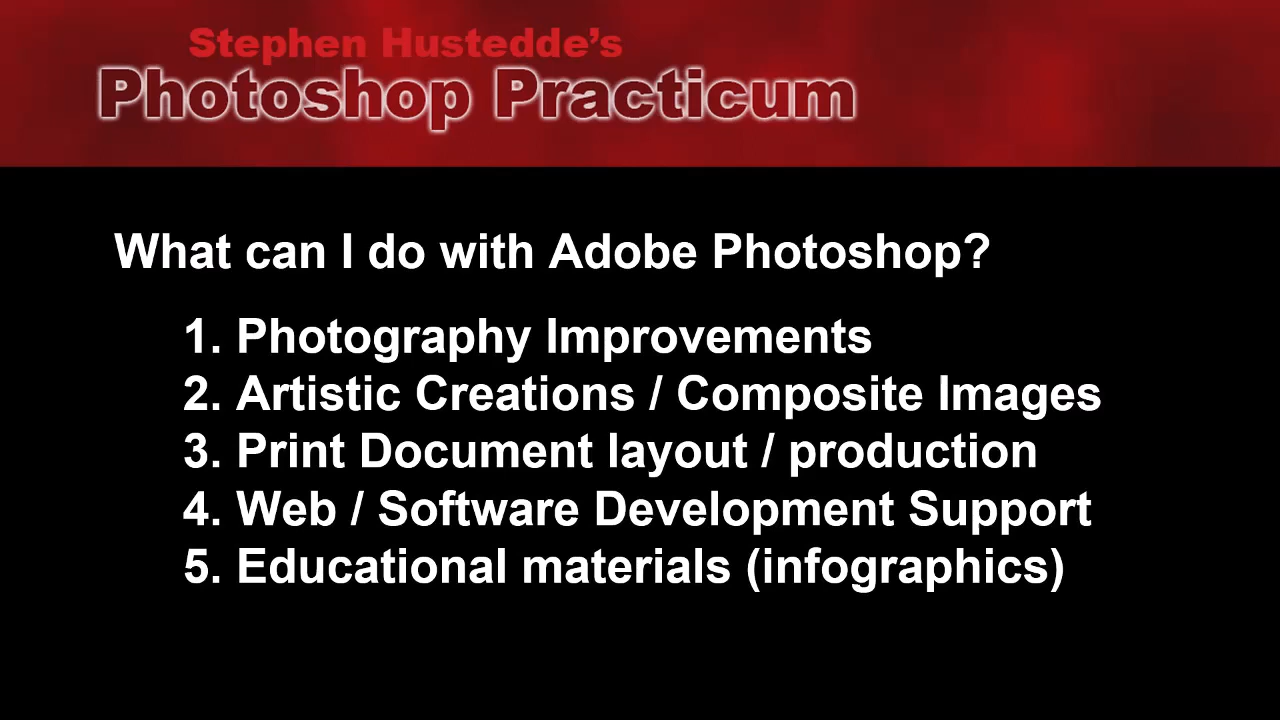 Stephen Hustedde’s
Photoshop Practicum
What can I do with Adobe Photoshop?
1. Photography Improvements
2. Artistic Creations / Composite Images
3. Print Document layout / production
4. Web / Software Development Support
5. Educational materials (infographics)